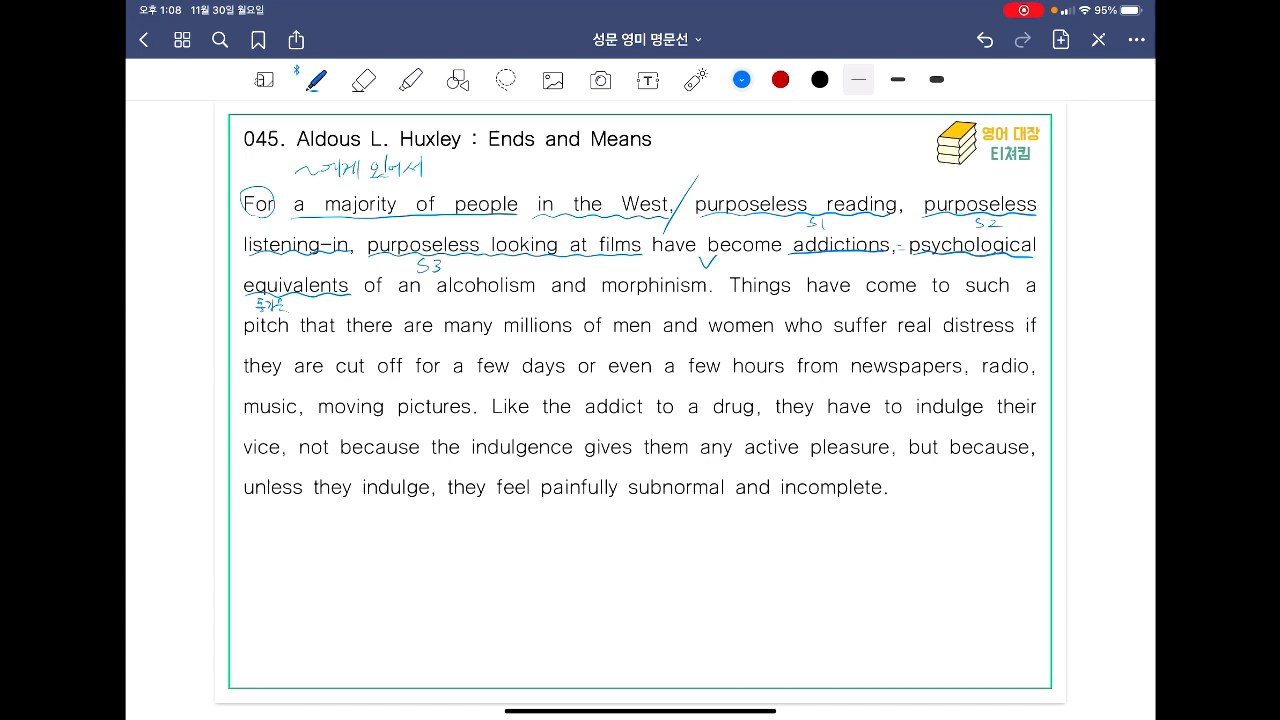 오후 1:08 11월 30일 월요일
95%
성문 영미 명문선
T
045. Aldous L. Huxley : Ends and Means
영어 대장
티쳐킴
~에게 있어서
For a majority of people in the West, purposeless reading, purposeless
S1 S2
listening-in, purposeless looking at films have become addictions, psychological
S3 V
equivalents of an alcoholism and morphinism. Things have come to such a
pitch that there are many millions of men and women who suffer real distress if
they are cut off for a few days or even a few hours from newspapers, radio,
music, moving pictures. Like the addict to a drug, they have to indulge their
vice, not because the indulgence gives them any active pleasure, but because,
unless they indulge, they feel painfully subnormal and incomplete.